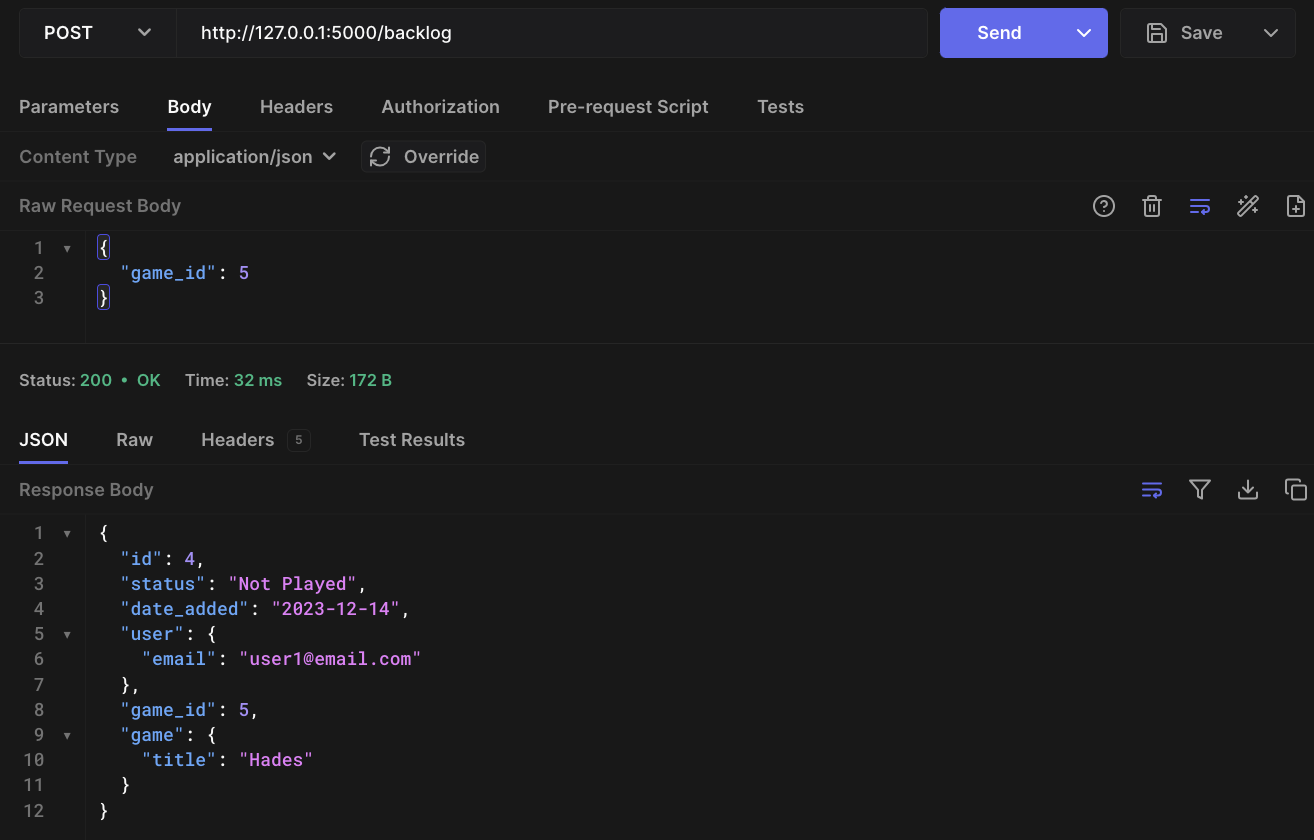 POST http://127.0.0.1:5000/backlog Send Save
Parameters Body Headers Authorization Pre-request Script Tests
Content Type application/json Override
Raw Request Body
1 {
2 "game_id": 5
3 }
Status: 200 • OK Time: 32 ms Size: 172 B
JSON Raw Headers 5 Test Results
Response Body
1 {
2 "id": 4,
3 "status": "Not Played",
4 "date_added": "2023-12-14",
5 "user": {
6 "email": "user1@email.com"
7 },
8 "game_id": 5,
9 "game": {
10 "title": "Hades"
11 }
12 }